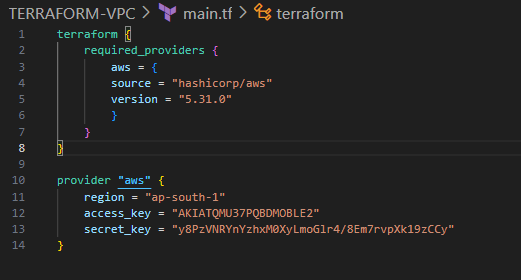 TERRAFORM-VPC > main.tf > terraform
1 terraform {
2 required_providers {
3 aws = {
4 source = "hashicorp/aws"
5 version = "5.31.0"
6 }
7 }
8 }
9
10 provider "aws" {
11 region = "ap-south-1"
12 access_key = "AKIATQMU37PQBDMOBLE2"
13 secret_key = "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"
14 }